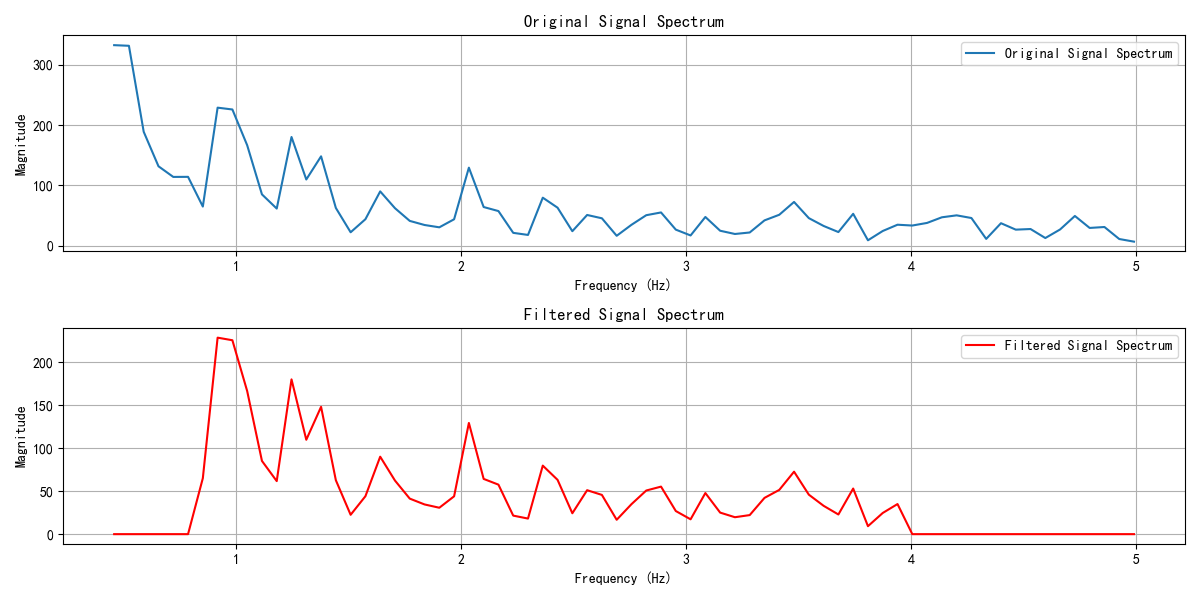 Original Signal Spectrum
Original Signal Spectrum
300
200
100
0
Magnitude
1 2 3 4 5
Frequency (Hz)
Filtered Signal Spectrum
Filtered Signal Spectrum
200
150
100
50
0
Magnitude
1 2 3 4 5
Frequency (Hz)